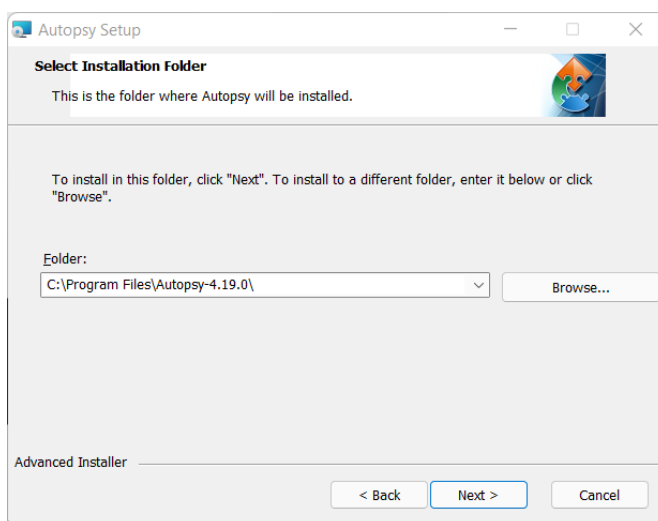 Autopsy Setup
Select Installation Folder
This is the folder where Autopsy will be installed.
To install in this folder, click "Next". To install to a different folder, enter it below or click
"Browse".
Folder:
C:\Program Files\Autopsy-4.19.0\
Browse...
Advanced Installer
< Back
Next >
Cancel